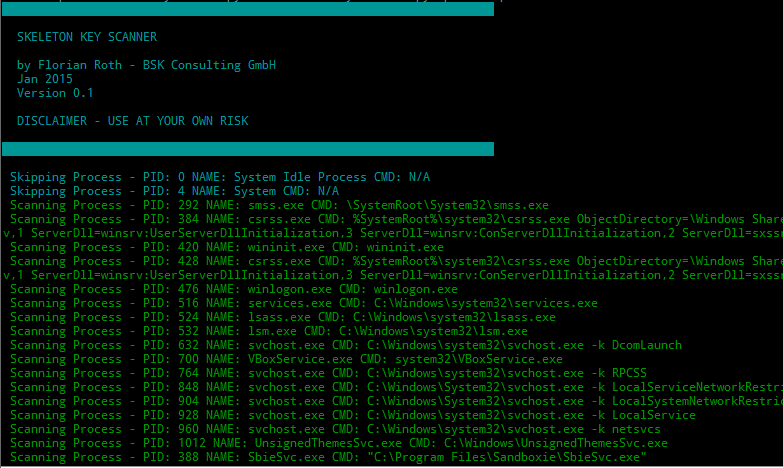 SKELETON KEY SCANNER
by Florian Roth - BSK Consulting GmbH
Jan 2015
Version 0.1
DISCLAIMER - USE AT YOUR OWN RISK
Skipping Process - PID: 0 NAME: System Idle Process CMD: N/A
Skipping Process - PID: 4 NAME: System CMD: N/A
Scanning Process - PID: 292 NAME: smss.exe CMD: \SystemRoot\System32\smss.exe
Scanning Process - PID: 384 NAME: csrss.exe CMD: %SystemRoot%\system32\csrss.exe ObjectDirectory=\Windows Share
v,1 ServerDll=winsrv:UserServerDllInitialization,3 ServerDll=winsrv:ConServerDllInitialization,2 ServerDll=sxssr
Scanning Process - PID: 420 NAME: wininit.exe CMD: wininit.exe
Scanning Process - PID: 428 NAME: csrss.exe CMD: %SystemRoot%\system32\csrss.exe ObjectDirectory=\Windows Share
v,1 ServerDll=winsrv:UserServerDllInitialization,3 ServerDll=winsrv:ConServerDllInitialization,2 ServerDll=sxssr
Scanning Process - PID: 476 NAME: winlogon.exe CMD: winlogon.exe
Scanning Process - PID: 516 NAME: services.exe CMD: C:\Windows\system32\services.exe
Scanning Process - PID: 524 NAME: lsass.exe CMD: C:\Windows\system32\lsass.exe
Scanning Process - PID: 532 NAME: lsm.exe CMD: C:\Windows\system32\lsm.exe
Scanning Process - PID: 632 NAME: svchost.exe CMD: C:\Windows\system32\svchost.exe -k DcomLaunch
Scanning Process - PID: 700 NAME: VBoxService.exe CMD: system32\VBoxService.exe
Scanning Process - PID: 764 NAME: svchost.exe CMD: C:\Windows\system32\svchost.exe -k RPCSS
Scanning Process - PID: 848 NAME: svchost.exe CMD: C:\Windows\System32\svchost.exe -k LocalServiceNetworkRestri
Scanning Process - PID: 904 NAME: svchost.exe CMD: C:\Windows\System32\svchost.exe -k LocalSystemNetworkRestric
Scanning Process - PID: 928 NAME: svchost.exe CMD: C:\Windows\system32\svchost.exe -k LocalService
Scanning Process - PID: 960 NAME: svchost.exe CMD: C:\Windows\system32\svchost.exe -k netsvcs
Scanning Process - PID: 1012 NAME: UnsignedThemesSvc.exe CMD: C:\Windows\UnsignedThemesSvc.exe
Scanning Process - PID: 388 NAME: SbieSvc.exe CMD: "C:\Program Files\Sandboxie\SbieSvc.exe"